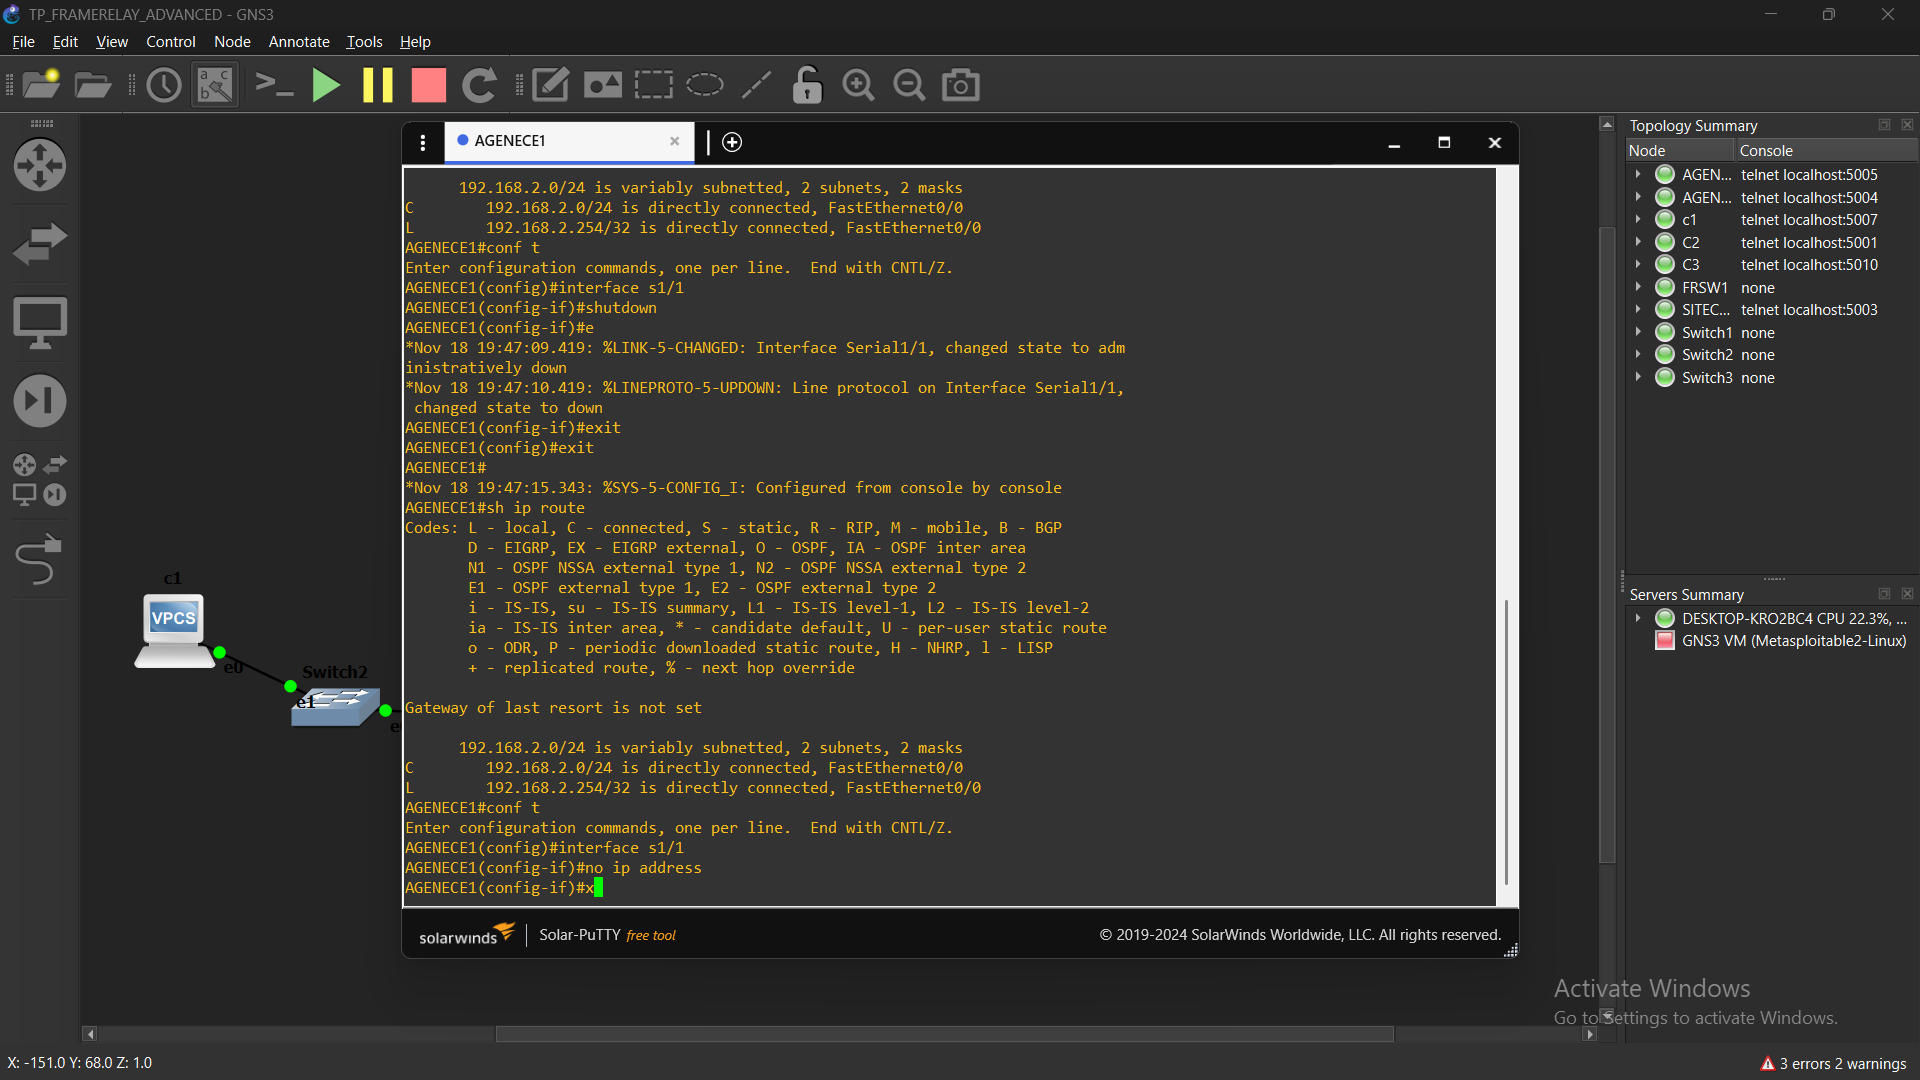 TP_FRAMERELAY_ADVANCED - GNS3
File Edit View Control Node Annotate Tools Help
AGENECE1
192.168.2.0/24 is variably subnetted, 2 subnets, 2 masks
C        192.168.2.0/24 is directly connected, FastEthernet0/0
L        192.168.2.254/32 is directly connected, FastEthernet0/0
AGENECE1#conf t
Enter configuration commands, one per line.  End with CNTL/Z.
AGENECE1(config)#interface s1/1
AGENECE1(config-if)#shutdown
AGENECE1(config-if)#e
*Nov 18 19:47:09.419: %LINK-5-CHANGED: Interface Serial1/1, changed state to adm
inistratively down
*Nov 18 19:47:10.419: %LINEPROTO-5-UPDOWN: Line protocol on Interface Serial1/1,
changed state to down
AGENECE1(config-if)#exit
AGENECE1(config)#exit
AGENECE1#
*Nov 18 19:47:15.343: %SYS-5-CONFIG_I: Configured from console by console
AGENECE1#sh ip route
Codes: L - local, C - connected, S - static, R - RIP, M - mobile, B - BGP
D - EIGRP, EX - EIGRP external, O - OSPF, IA - OSPF inter area
N1 - OSPF NSSA external type 1, N2 - OSPF NSSA external type 2
E1 - OSPF external type 1, E2 - OSPF external type 2
i - IS-IS, su - IS-IS summary, L1 - IS-IS level-1, L2 - IS-IS level-2
ia - IS-IS inter area, * - candidate default, U - per-user static route
o - ODR, P - periodic downloaded static route, H - NHRP, l - LISP
+ - replicated route, % - next hop override
Gateway of last resort is not set
192.168.2.0/24 is variably subnetted, 2 subnets, 2 masks
C        192.168.2.0/24 is directly connected, FastEthernet0/0
L        192.168.2.254/32 is directly connected, FastEthernet0/0
AGENECE1#conf t
Enter configuration commands, one per line.  End with CNTL/Z.
AGENECE1(config)#interface s1/1
AGENECE1(config-if)#no ip address
AGENECE1(config-if)#x
solarwinds
Solar-PuTTY free tool
© 2019-2024 SolarWinds Worldwide, LLC. All rights reserved.
c1
VPCS
e0
Switch2
e1
e
Topology Summary
Node Console
AGEN... telnet localhost:5005
AGEN... telnet localhost:5004
c1 telnet localhost:5007
C2 telnet localhost:5001
C3 telnet localhost:5010
FRSW1 none
SITEC... telnet localhost:5003
Switch1 none
Switch2 none
Switch3 none
Servers Summary
DESKTOP-KRO2BC4 CPU 22.3%, ...
GNS3 VM (Metasploitable2-Linux)
Activate Windows
Go to Settings to activate Windows.
X: -151.0 Y: 68.0 Z: 1.0
3 errors 2 warnings